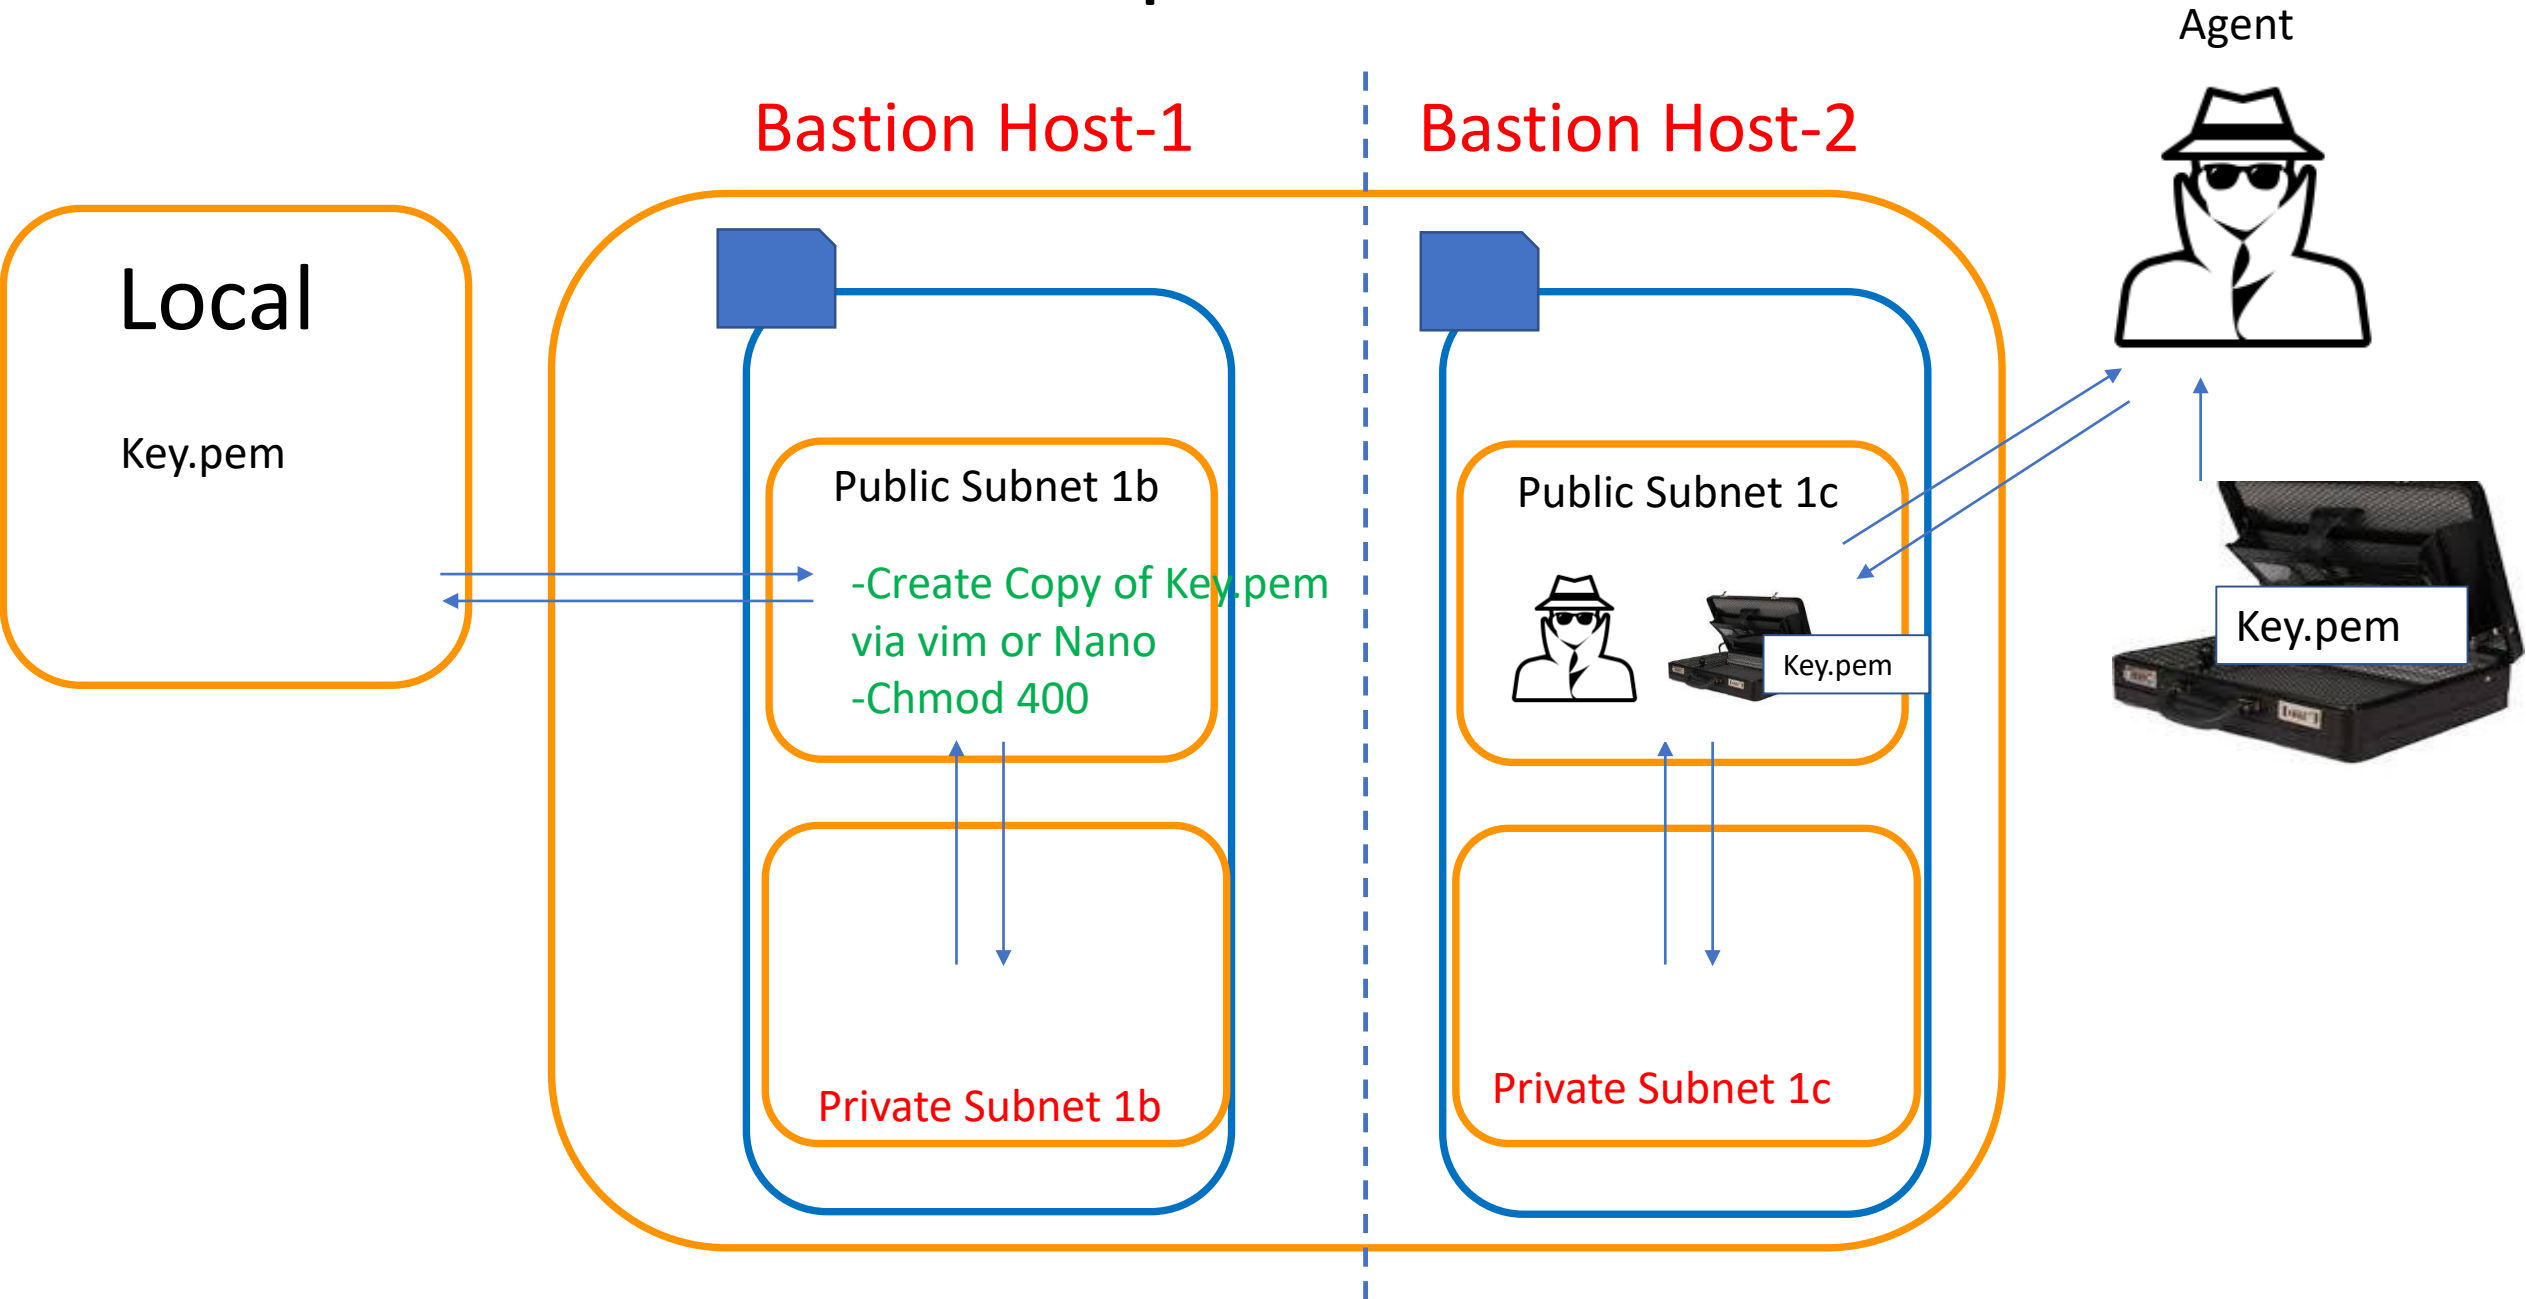 Agent
Bastion Host-1
Bastion Host-2
Local
Key.pem
Public Subnet 1b
-Create Copy of Key.pem
via vim or Nano
-Chmod 400
Private Subnet 1b
Public Subnet 1c
Key.pem
Private Subnet 1c
Key.pem